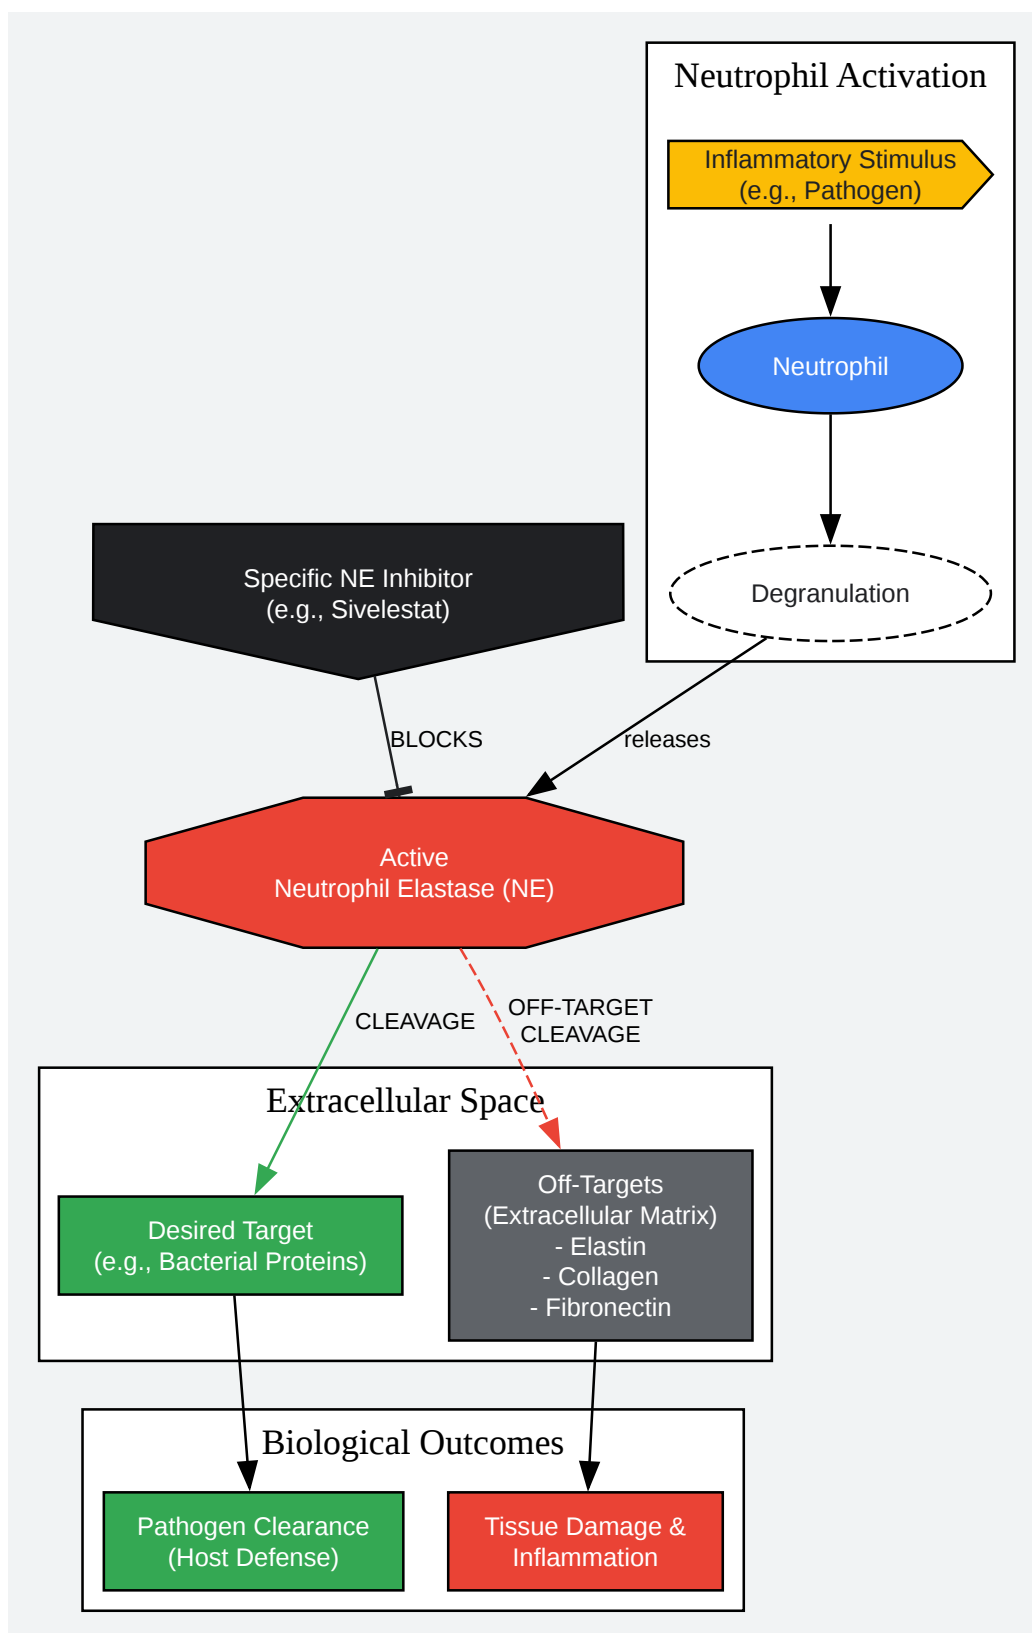 Neutrophil Activation
Inflammatory Stimulus
(e.g., Pathogen)
Neutrophil
Degranulation
Specific NE Inhibitor
(e.g., Sivelestat)
BLOCKS
releases
Active
Neutrophil Elastase (NE)
CLEAVAGE
OFF-TARGET
CLEAVAGE
Extracellular Space
Desired Target
(e.g., Bacterial Proteins)
Off-Targets
(Extracellular Matrix)
- Elastin
- Collagen
- Fibronectin
Biological Outcomes
Pathogen Clearance
(Host Defense)
Tissue Damage &
Inflammation